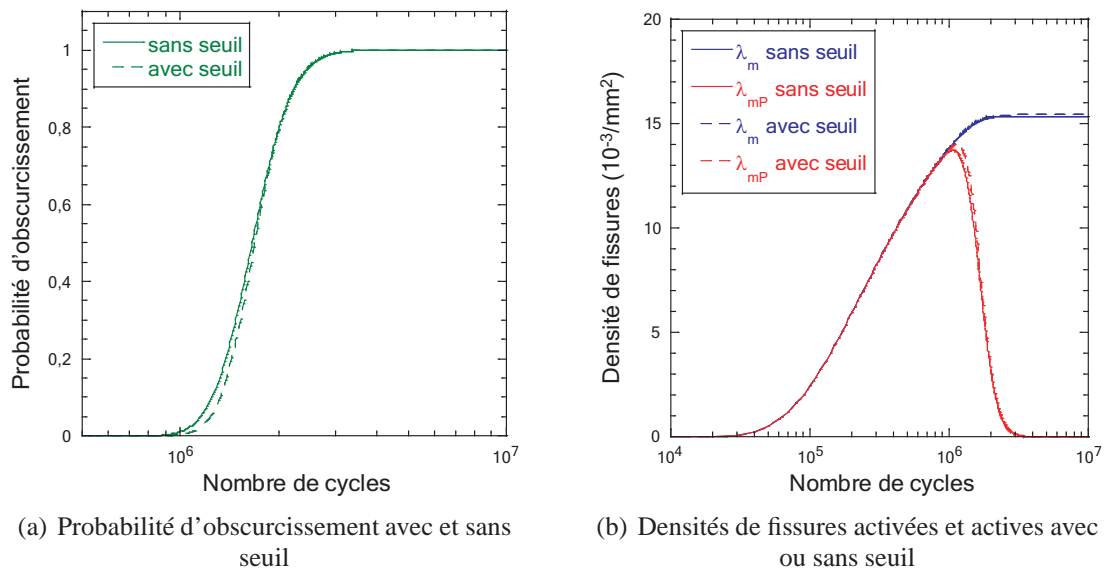 sans seuil
avec seuil
Probabilité d'obscurcissement
1
0,8
0,6
0,4
0,2
0
10⁶
10⁷
Nombre de cycles
(a) Probabilité d'obscurcissement avec et sans
seuil
λm sans seuil
λmP sans seuil
λm avec seuil
λmP avec seuil
Densité de fissures (10⁻³/mm²)
20
15
10
5
0
10⁴
10⁵
10⁶
10⁷
Nombre de cycles
(b) Densités de fissures activées et actives avec
ou sans seuil